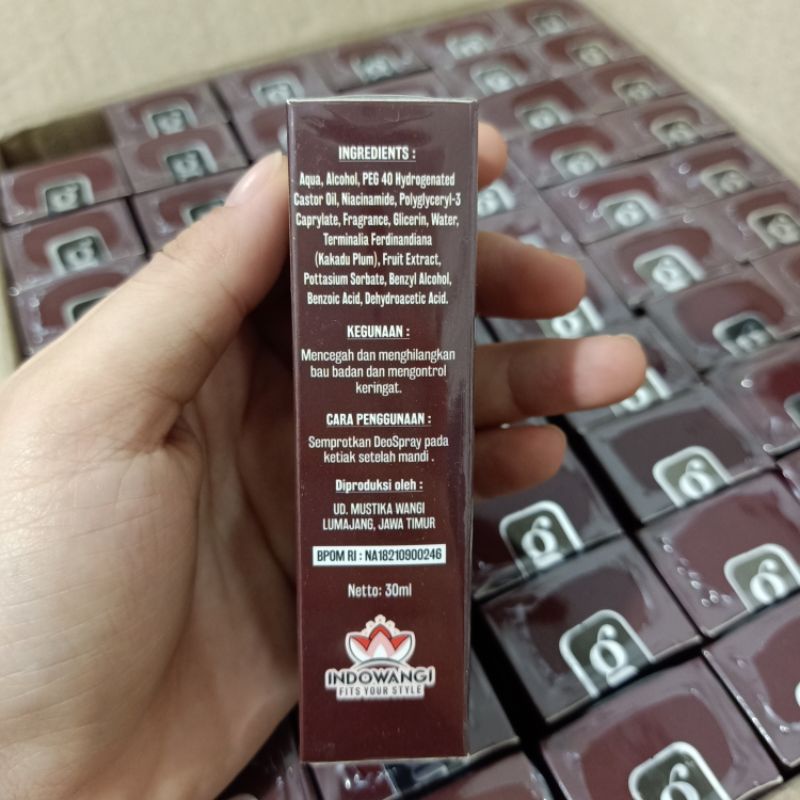 INGREDIENTS :
Aqua, Alcohol, PEG 40 Hydrogenated
Castor Oil, Niacinamide, Polyglyceryl-3
Caprylate, Fragrance, Glicerin, Water,
Terminalia Ferdinandiana
(Kakadu Plum), Fruit Extract,
Pottasium Sorbate, Benzyl Alcohol,
Benzoic Acid, Dehydroacetic Acid.
KEGUNAAN :
Mencegah dan menghilangkan
bau badan dan mengontrol
keringat.
CARA PENGGUNAAN :
Semprotkan DeoSpray pada
ketiak setelah mandi .
Diproduksi oleh :
UD. MUSTIKA WANGI
LUMAJANG, JAWA TIMUR
BPOM RI : NA18210900246
Netto: 30ml
INDOWANGI
FITS YOUR STYLE